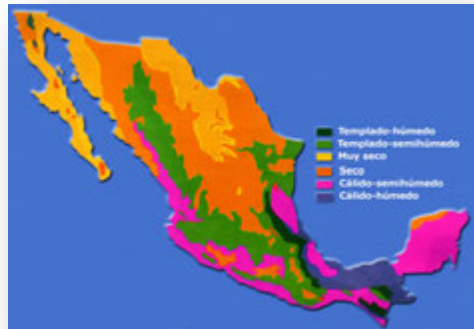 Templado-húmedo
Templado-semihúmedo
Muy seco
Seco
Cálido-semihúmedo
Cálido-húmedo